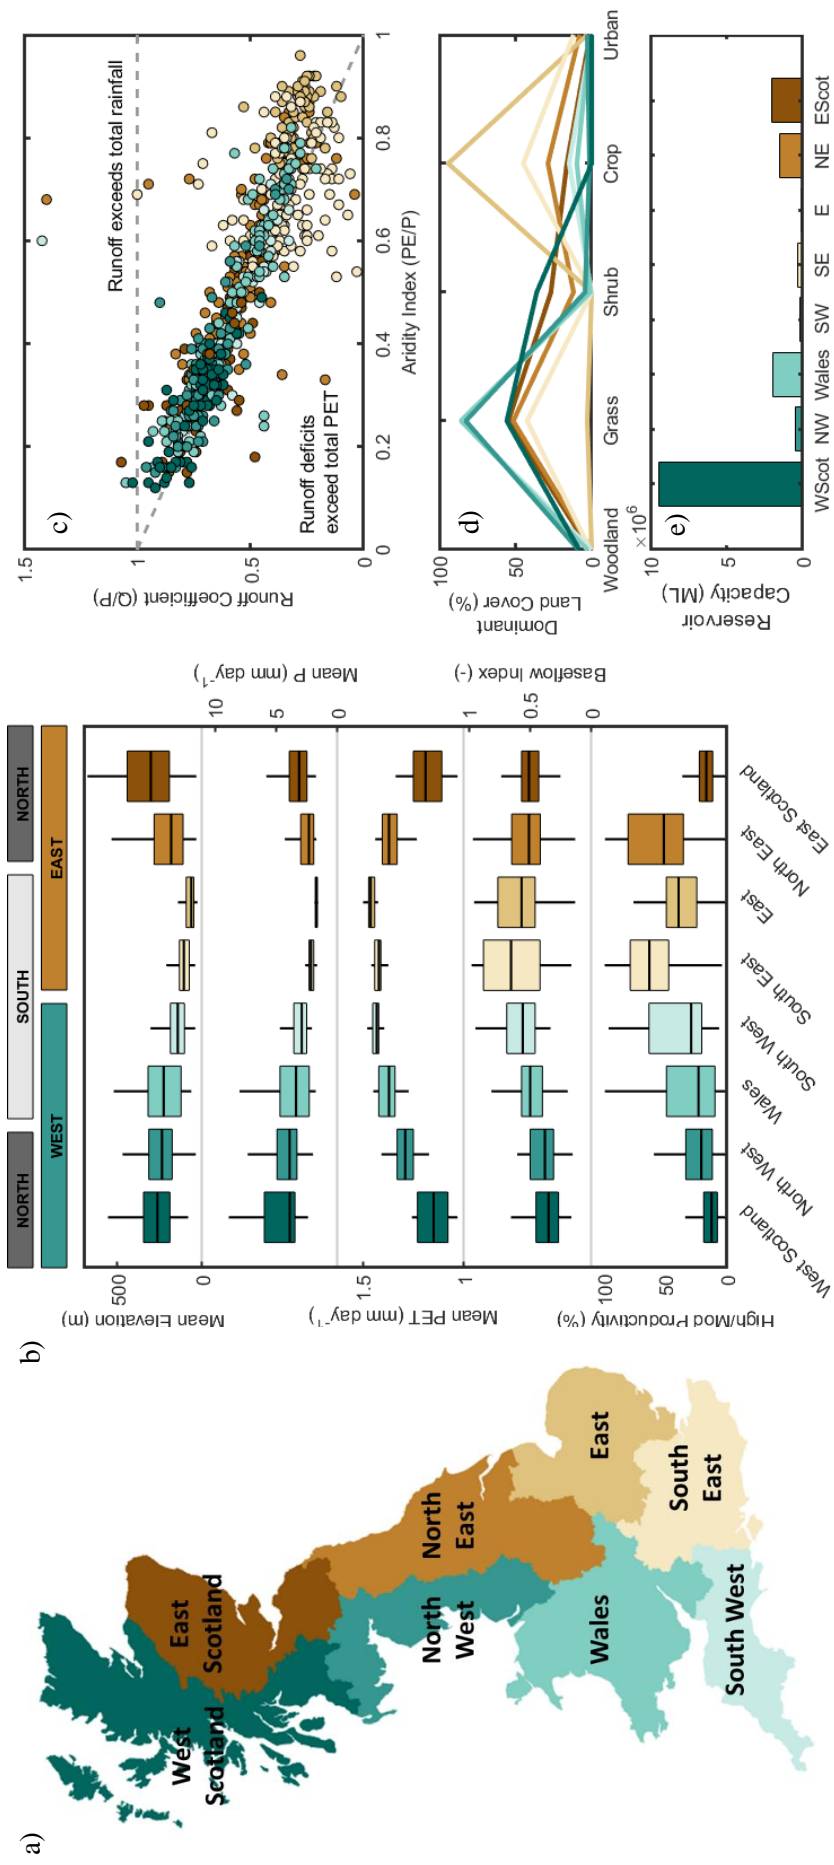 a)
West
Scotland
East
Scotland
North
West
North
East
Wales
East
South
East
South West
b)
NORTH
SOUTH
NORTH
WEST
EAST
Mean Elevation (m)
500
0
Mean P (mm day-1)
10
5
0
Mean PET (mm day-1)
1.5
1
Baseflow Index (-)
1
0.5
0
High/Mod Productivity (%)
100
50
0
West Scotland
North West
Wales
South West
South East
East
North East
East Scotland
c)
Runoff Coefficient (Q/P)
1.5
1
0.5
0
Runoff exceeds total rainfall
Runoff deficits
exceed total PET
0
0.2
0.4
0.6
0.8
1
Aridity Index (PE/P)
d)
Dominant
Land Cover (%)
100
50
0
Woodland
Grass
Shrub
Crop
Urban
e)
×10^6
Reservoir
Capacity (ML)
10
5
0
WScot
NW
Wales
SW
SE
E
NE
EScot